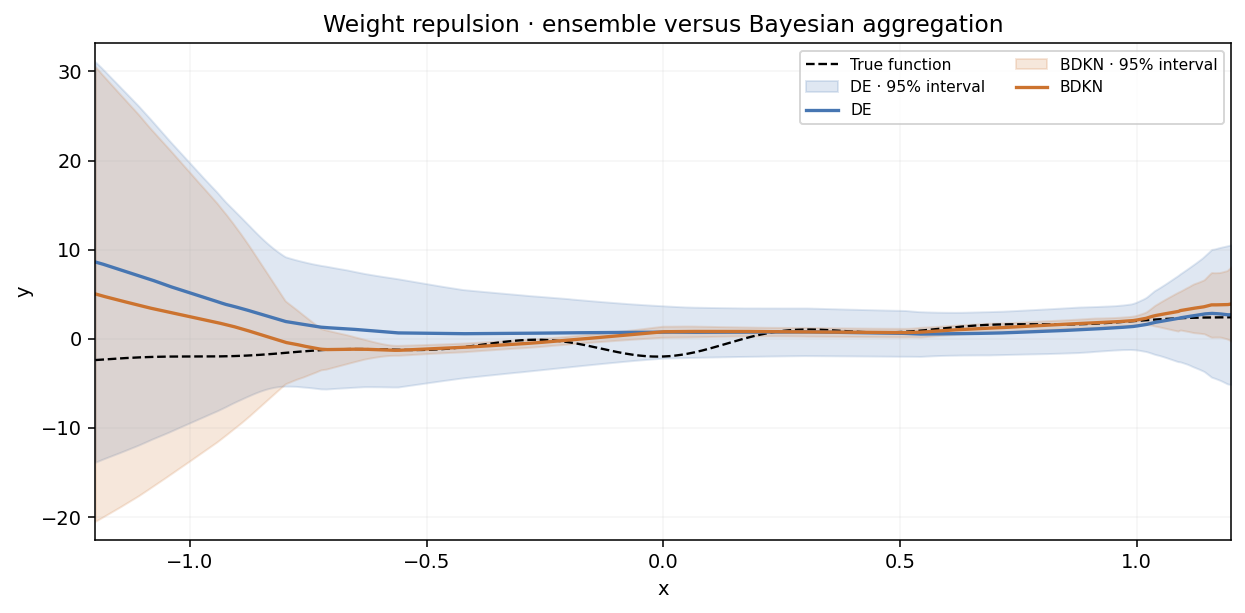 Weight repulsion · ensemble versus Bayesian aggregation
True function
DE · 95% interval
DE
BDKN · 95% interval
BDKN
30
20
10
0
−10
−20
y
−1.0
−0.5
0.0
0.5
1.0
x